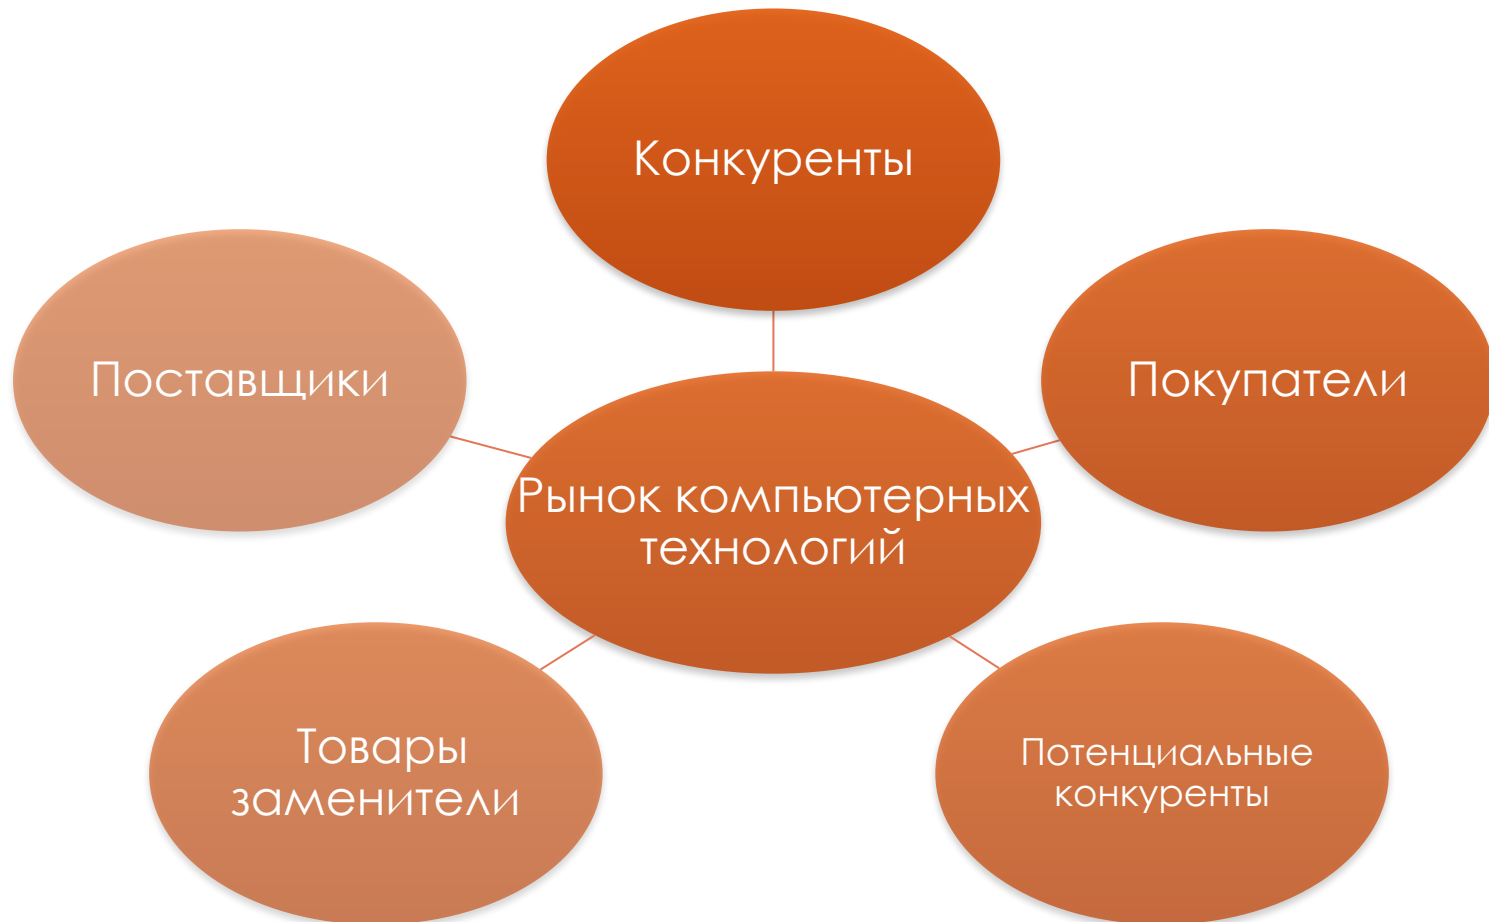 Конкуренты
Поставщики
Покупатели
Рынок компьютерных
технологий
Товары
заменители
Потенциальные
конкуренты